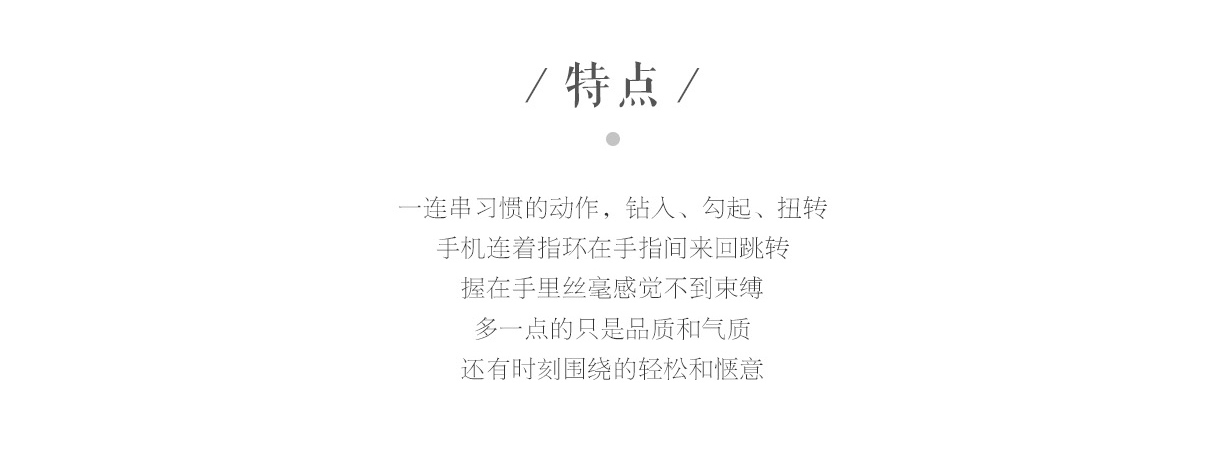 / 特点 /
一连串习惯的动作，钻入、勾起、扭转
手机连着指环在手指间来回跳转
握在手里丝毫感觉不到束缚
多一点的只是品质和气质
还有时刻围绕的轻松和惬意